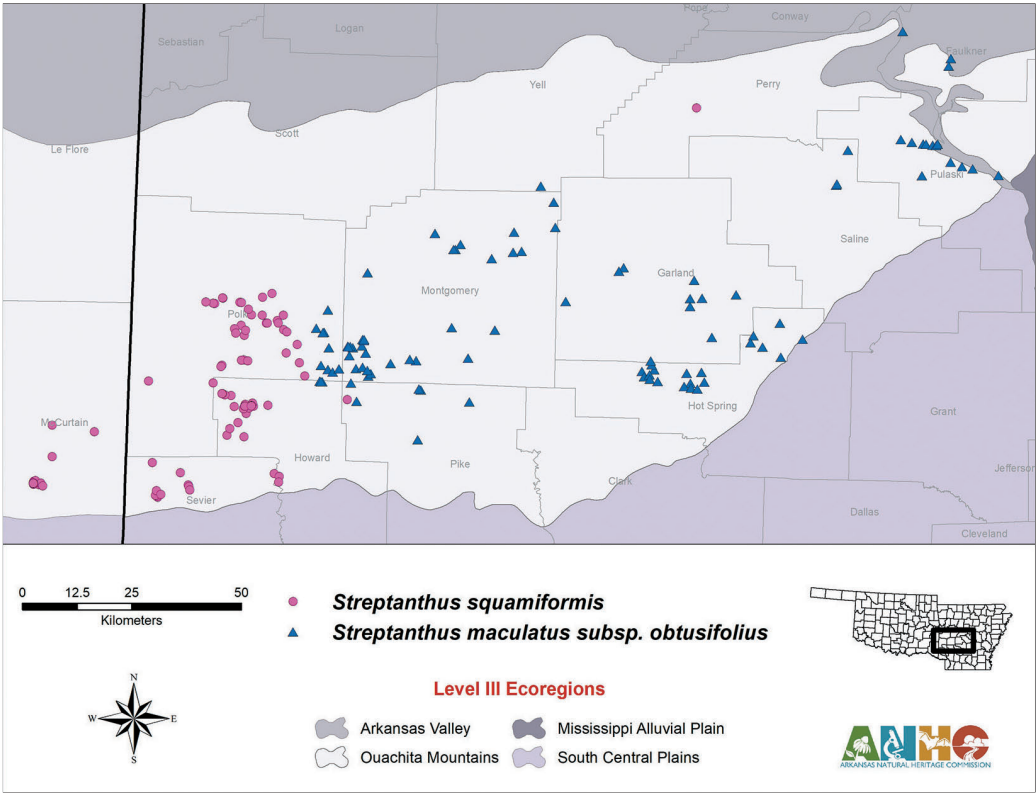 Pope
Conway
Logan
Sebastian
Faulkner
Yell
Perry
Scott
Le Flore
Pulaski
Saline
Garland
Montgomery
Polk
Hot Spring
Grant
McCurtain
Howard
Pike
Jefferson
Clark
Sevier
Dallas
Cleveland
0 12.5 25 50
Kilometers
Streptanthus squamiformis
Streptanthus maculatus subsp. obtusifolius
N
W E
S
Level III Ecoregions
Arkansas Valley
Mississippi Alluvial Plain
Ouachita Mountains
South Central Plains
ANHC
ARKANSAS NATURAL HERITAGE COMMISSION